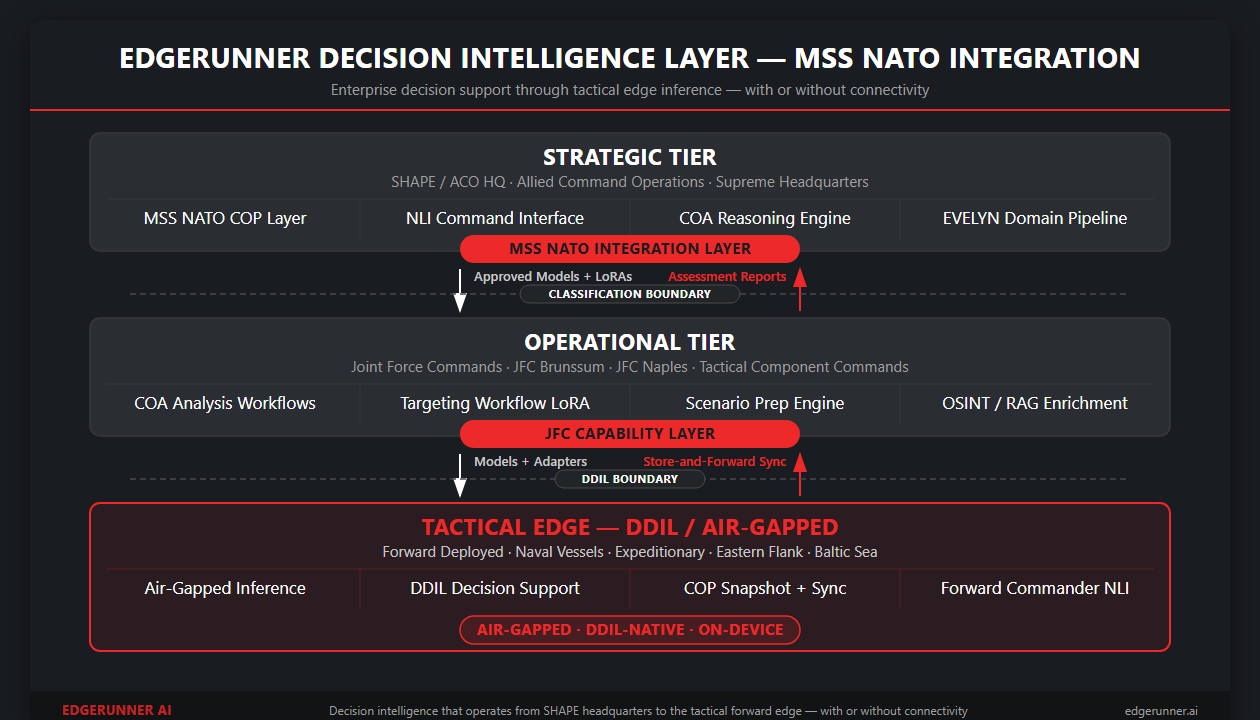 EDGERUNNER DECISION INTELLIGENCE LAYER — MSS NATO INTEGRATION
Enterprise decision support through tactical edge inference — with or without connectivity
STRATEGIC TIER
SHAPE / ACO HQ · Allied Command Operations · Supreme Headquarters
MSS NATO COP Layer NLI Command Interface COA Reasoning Engine EVELYN Domain Pipeline
MSS NATO INTEGRATION LAYER
Approved Models + LoRAs Assessment Reports
CLASSIFICATION BOUNDARY
OPERATIONAL TIER
Joint Force Commands · JFC Brunssum · JFC Naples · Tactical Component Commands
COA Analysis Workflows Targeting Workflow LoRA Scenario Prep Engine OSINT / RAG Enrichment
JFC CAPABILITY LAYER
Models + Adapters Store-and-Forward Sync
DDIL BOUNDARY
TACTICAL EDGE — DDIL / AIR-GAPPED
Forward Deployed · Naval Vessels · Expeditionary · Eastern Flank · Baltic Sea
Air-Gapped Inference DDIL Decision Support COP Snapshot + Sync Forward Commander NLI
AIR-GAPPED · DDIL-NATIVE · ON-DEVICE
EDGERUNNER AI Decision intelligence that operates from SHAPE headquarters to the tactical forward edge — with or without connectivity edgerunner.ai